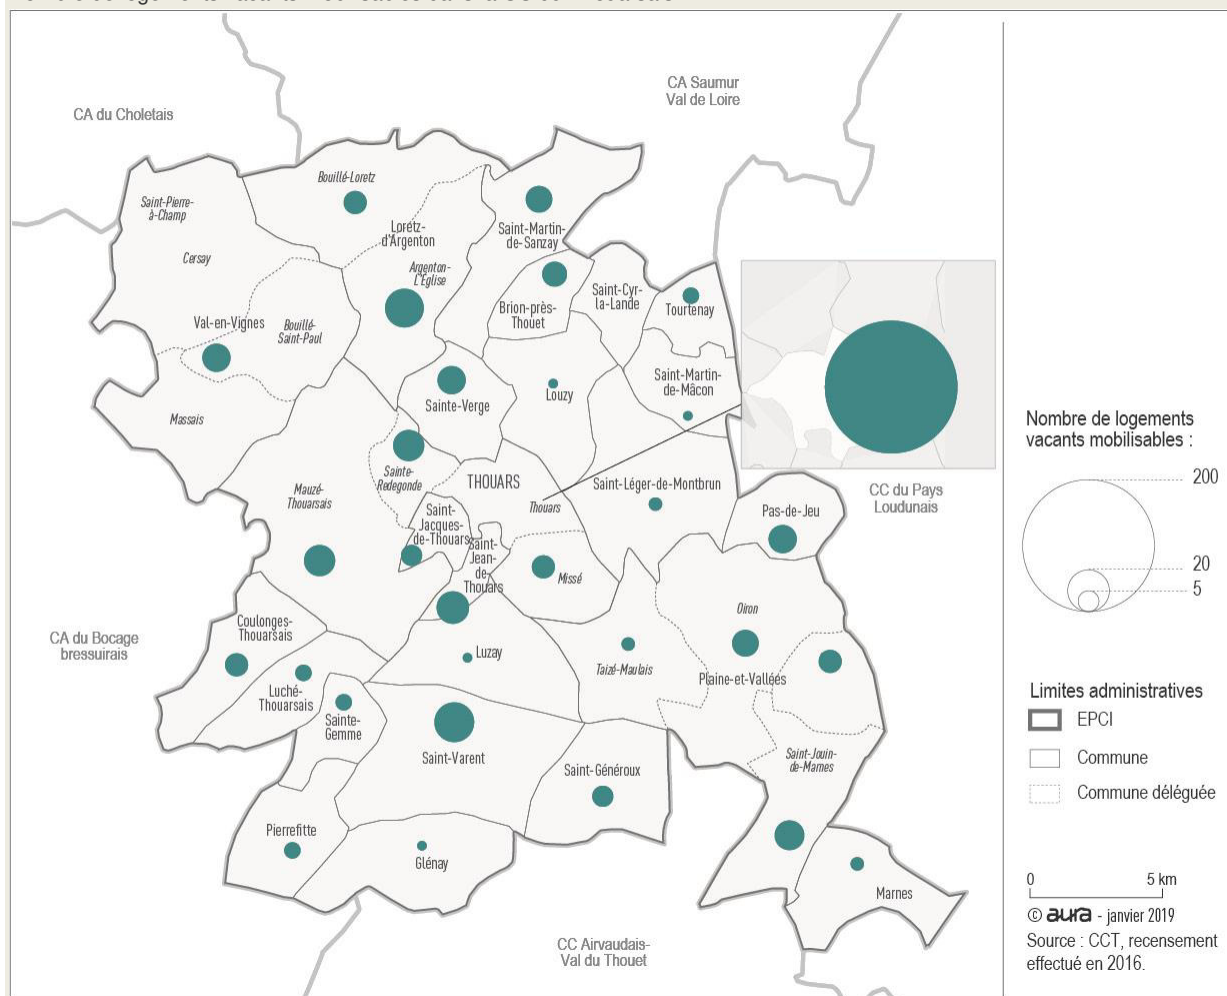 CA du Choletais
CA Saumur
Val de Loire
Bouillé-Loretz
Saint-Pierre-
à-Champ
Cersay
Loretz-
d'Argenton
Argenton-
L'Eglise
Saint-Martin-
de-Sanzay
Brion-près-
Thouet
Saint-Cyr-
la-Lande
Tourtenay
Val-en-Vignes
Bouillé-
Saint-Paul
Massais
Sainte-Verge
Louzy
Saint-Martin-
de-Mâcon
Sainte-
Radegonde
THOUARS
Thouars
Mauzé-
Thouarsais
Saint-
Jacques-
de-Thouars
Saint-
Jean-
de-
Thouars
Missé
Saint-Léger-de-Montbrun
Pas-de-Jeu
CC du Pays
Loudunais
CA du Bocage
bressuirais
Coulonges-
Thouarsais
Luché-
Thouarsais
Sainte-
Gemme
Luzay
Taizé-Maulais
Oiron
Plaine-et-Vallées
Saint-Varent
Saint-Généroux
Saint-Jouin-
de-Marnes
Pierrefitte
Glénay
Marnes
CC Airvaudais-
Val du Thouet
Nombre de logements
vacants mobilisables :
200
20
5
Limites administratives
EPCI
Commune
Commune déléguée
0 5 km
© aura - janvier 2019
Source : CCT, recensement
effectué en 2016.